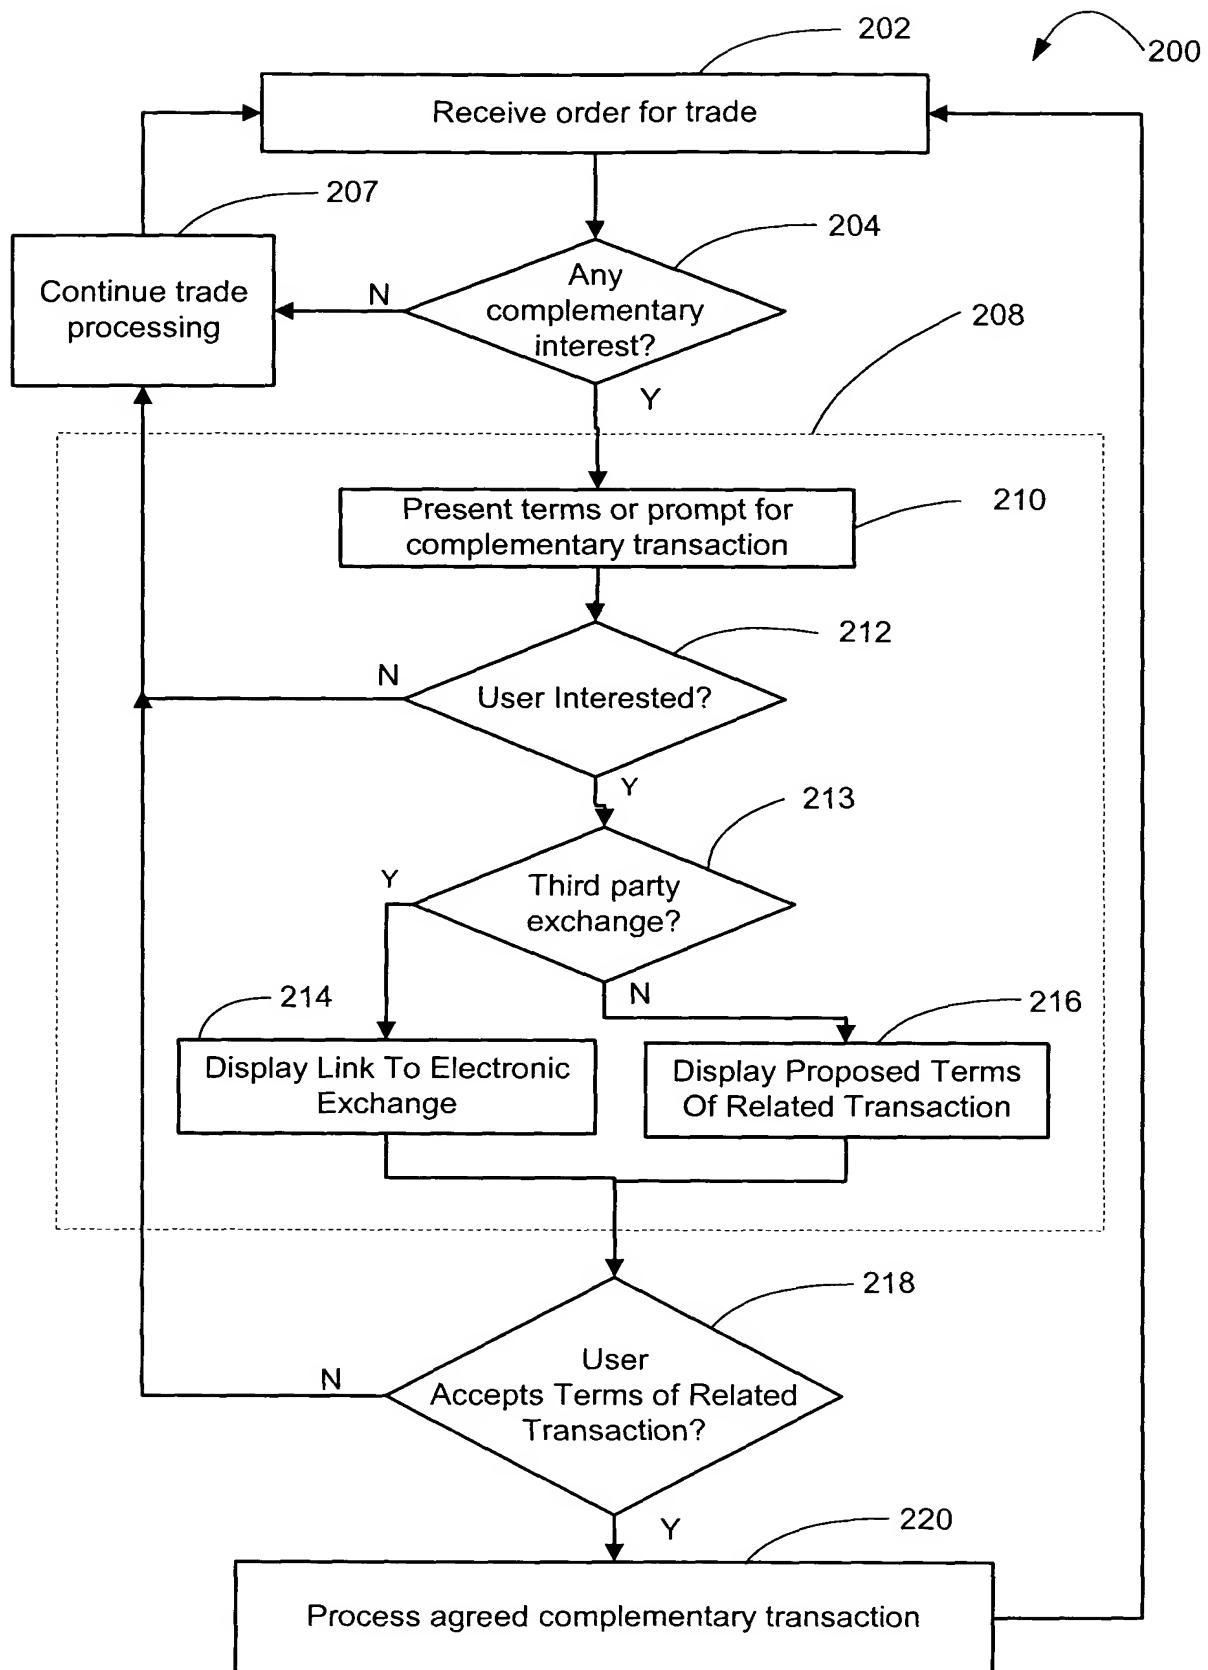 202
200
Receive order for trade
207
204
Continue trade
processing
N
Any
complementary
interest?
208
Y
210
Present terms or prompt for
complementary transaction
212
N
User Interested?
Y
213
Y
Third party
exchange?
N
214
216
Display Link To Electronic
Exchange
Display Proposed Terms
Of Related Transaction
218
N
User
Accepts Terms of Related
Transaction?
Y
220
Process agreed complementary transaction